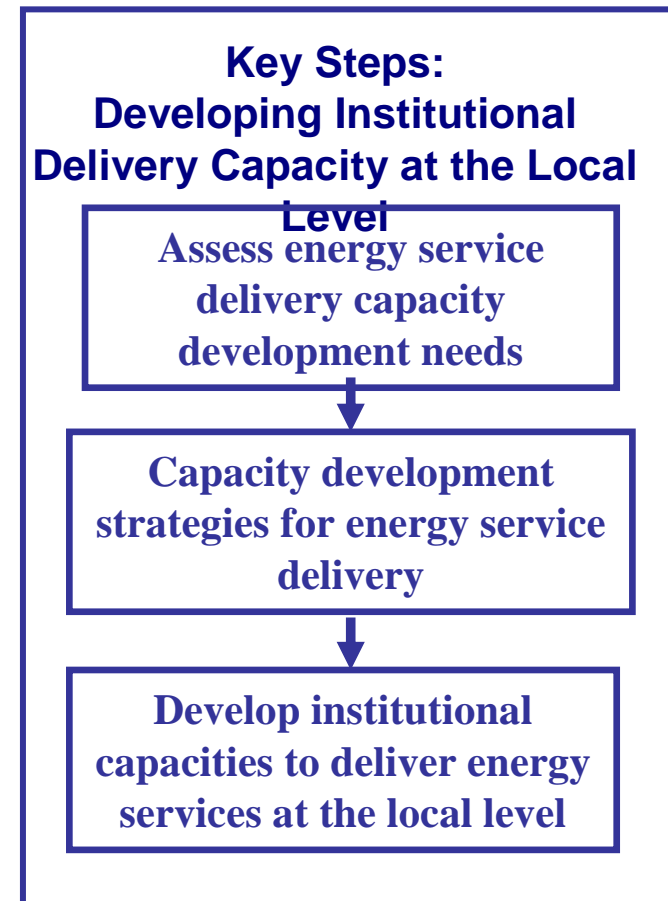 Key Steps:
Developing Institutional
Delivery Capacity at the Local
Level
Assess energy service
delivery capacity
development needs
Capacity development
strategies for energy service
delivery
Develop institutional
capacities to deliver energy
services at the local level